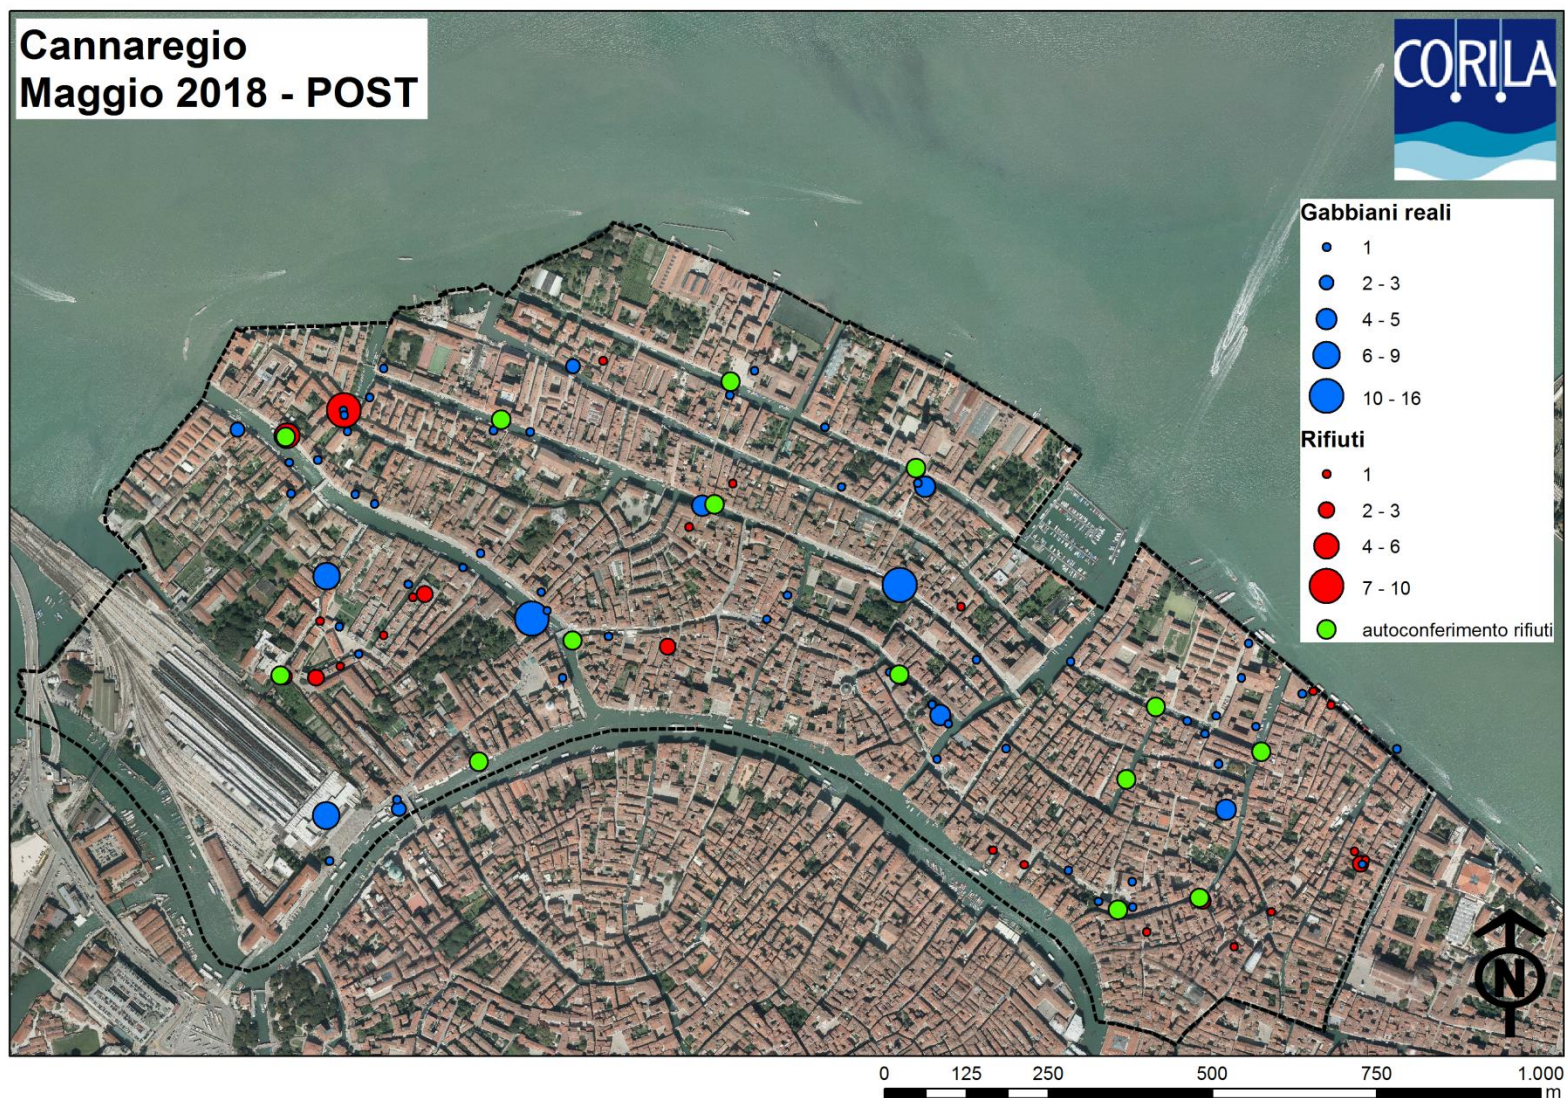 Cannaregio
Maggio 2018 - POST
CORILA
Gabbiani reali
1
2 - 3
4 - 5
6 - 9
10 - 16
Rifiuti
1
2 - 3
4 - 6
7 - 10
autoconferimento rifiuti
N
0 125 250 500 750 1.000
m